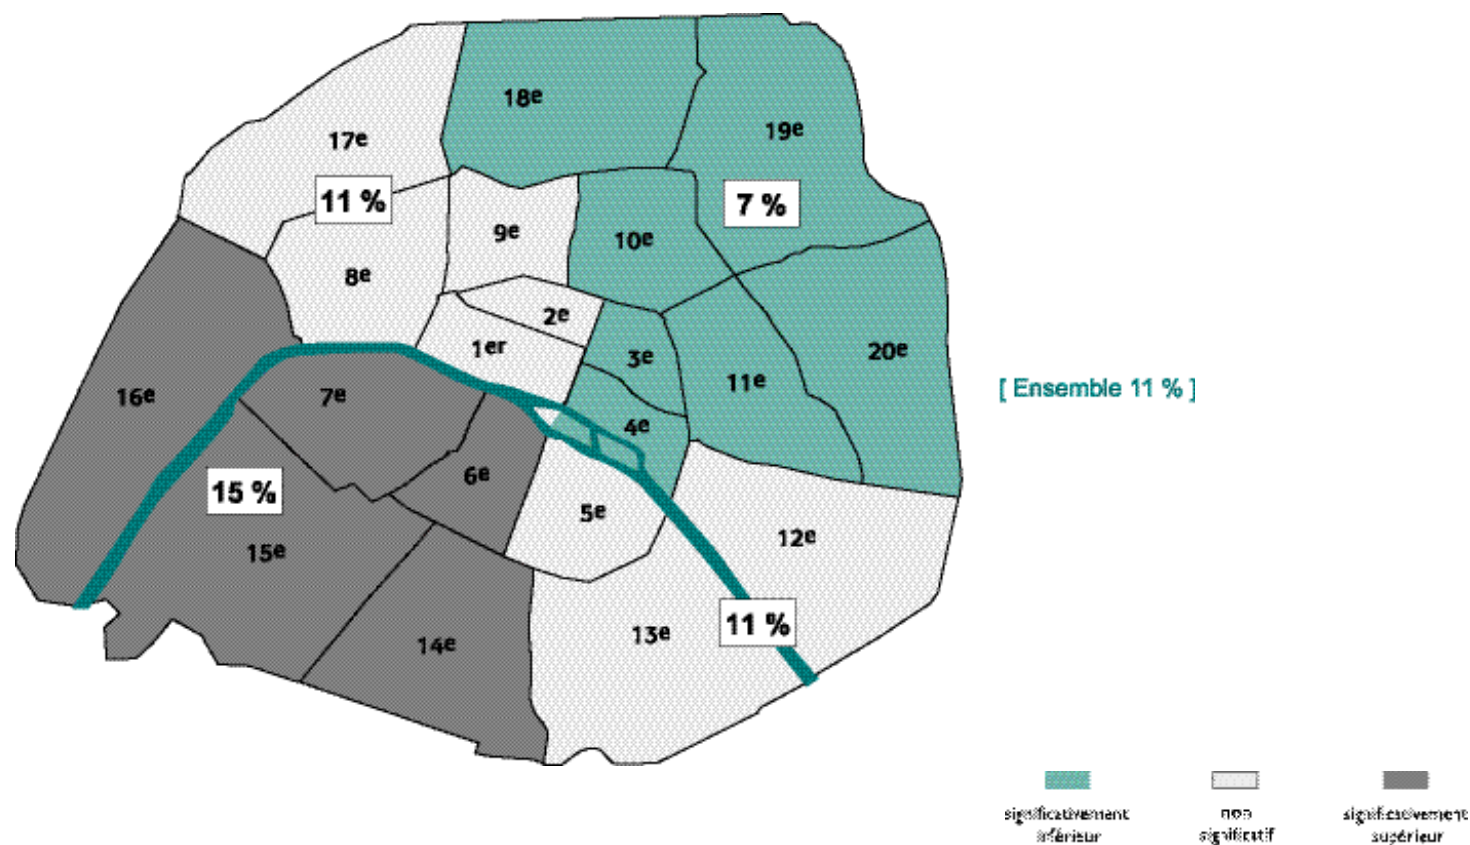 18e
19e
17e
11 %
7 %
9e
10e
8e
2e
1er
3e
20e
11e
16e
7e
[ Ensemble 11 % ]
4e
6e
15 %
5e
12e
15e
11 %
13e
14e
significativement
inférieur
non
significatif
significativement
supérieur